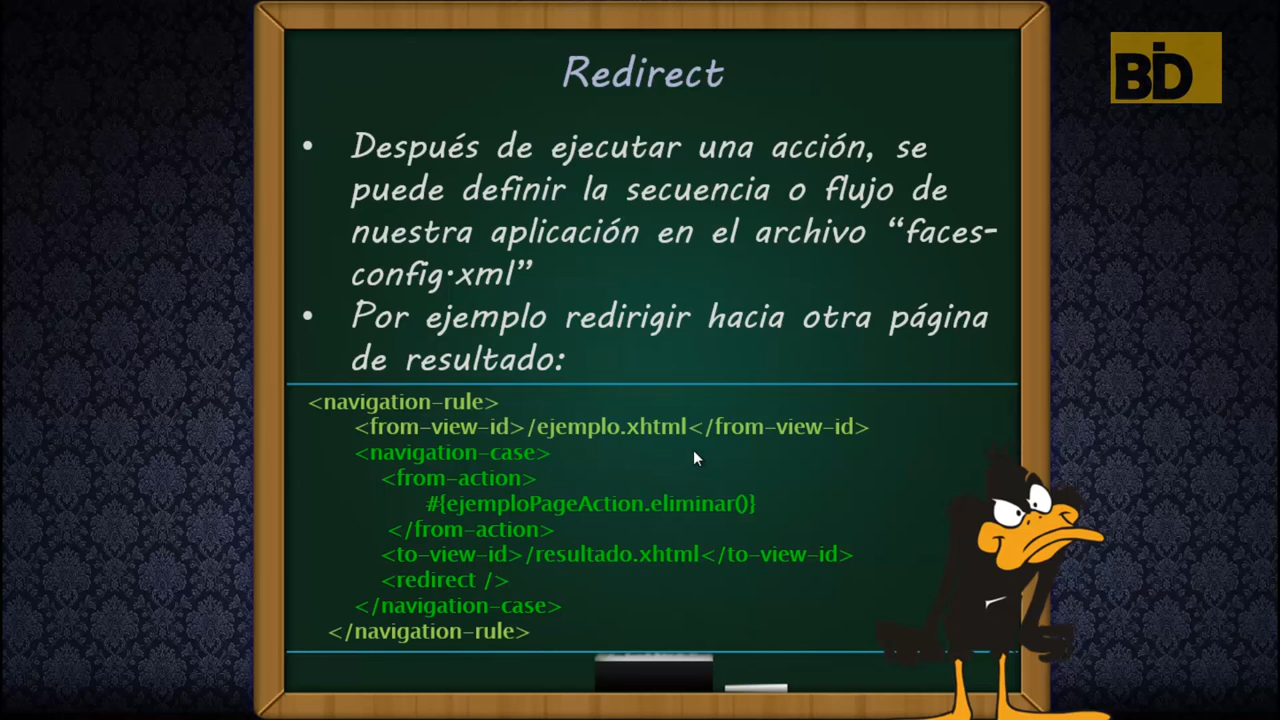 BID
Redirect
• Después de ejecutar una acción, se
puede definir la secuencia o flujo de
nuestra aplicación en el archivo “faces-
config.xml”
• Por ejemplo redirigir hacia otra página
de resultado:
<navigation-rule>
<from-view-id>/ejemplo.xhtml</from-view-id>
<navigation-case>
<from-action>
#{ejemploPageAction.eliminar()}
</from-action>
<to-view-id>/resultado.xhtml</to-view-id>
<redirect />
</navigation-case>
</navigation-rule>